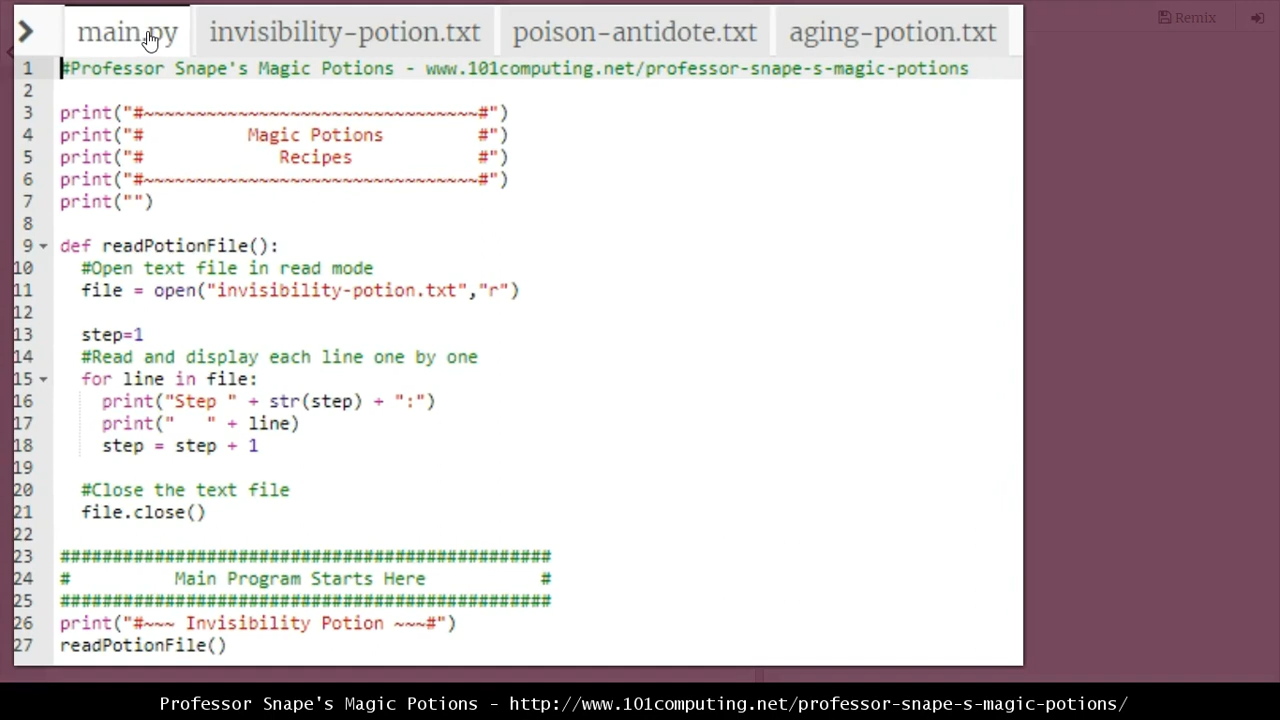 main.py invisibility-potion.txt poison-antidote.txt aging-potion.txt Remix
1 #Professor Snape's Magic Potions - www.101computing.net/professor-snape-s-magic-potions
2
3 print("#~~~~~~~~~~~~~~~~~~~~~~~~~~~~~~~~#")
4 print("#          Magic Potions         #")
5 print("#             Recipes            #")
6 print("#~~~~~~~~~~~~~~~~~~~~~~~~~~~~~~~~#")
7 print("")
8
9 def readPotionFile():
10   #Open text file in read mode
11   file = open("invisibility-potion.txt","r")
12
13   step=1
14   #Read and display each line one by one
15   for line in file:
16     print("Step " + str(step) + ":")
17     print("   " + line)
18     step = step + 1
19
20   #Close the text file
21   file.close()
22
23 ###############################################
24 #          Main Program Starts Here           #
25 ###############################################
26 print("#~~~ Invisibility Potion ~~~#")
27 readPotionFile()
Professor Snape's Magic Potions - http://www.101computing.net/professor-snape-s-magic-potions/